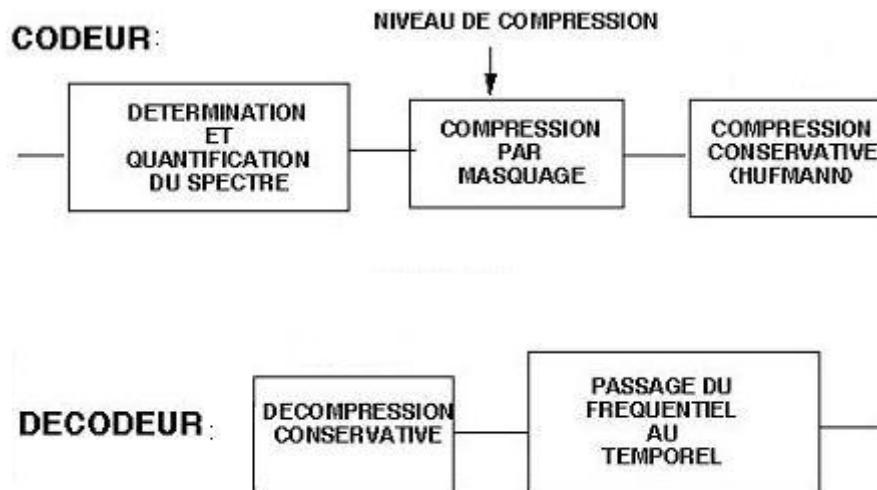 NIVEAU DE COMPRESSION
CODEUR:
DETERMINATION
ET
QUANTIFICATION
DU SPECTRE
COMPRESSION
PAR
MASQUAGE
COMPRESSION
CONSERVATIVE
(HUFMANN)
DECODEUR:
DECOMPRESSION
CONSERVATIVE
PASSAGE DU
FREQUENTIEL
AU
TEMPOREL